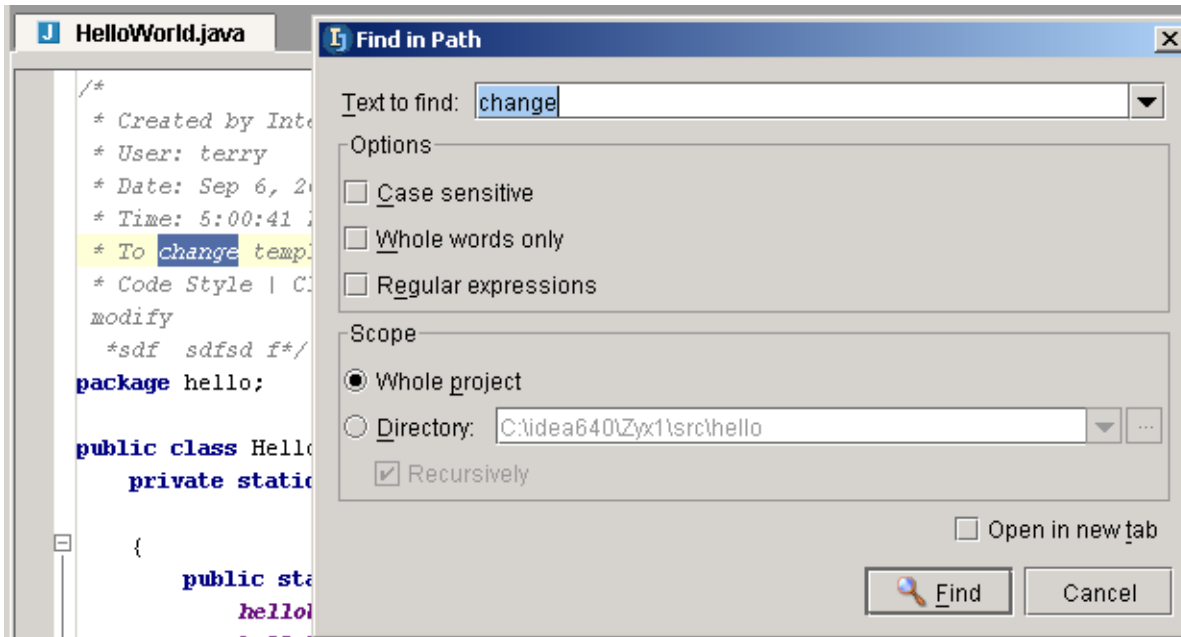 HelloWorld.java
/*
* Created by Inte
* User: terry
* Date: Sep 6, 2
* Time: 5:00:41
* To change templ
* Code Style | Cl
modify
*sdf sdfsd f*/
package hello;
public class Hello
private static
{
public sta
hello
Find in Path
Text to find: change
Options
Case sensitive
Whole words only
Regular expressions
Scope
Whole project
Directory: C:\idea640\Zyx1\src\hello
...
Recursively
Open in new tab
Find Cancel